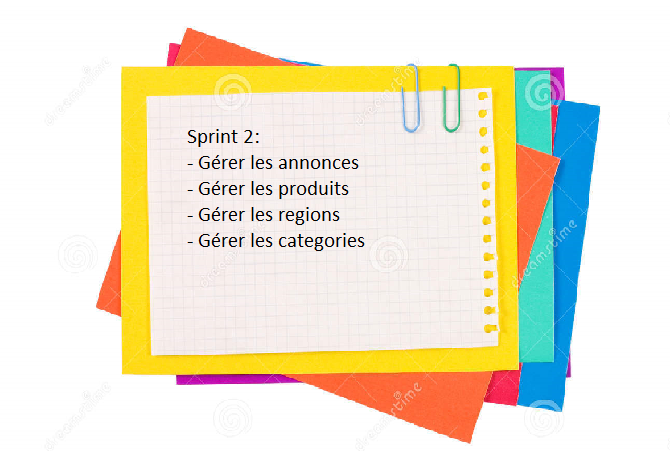 Sprint 2:
- Gérer les annonces
- Gérer les produits
- Gérer les regions
- Gérer les categories